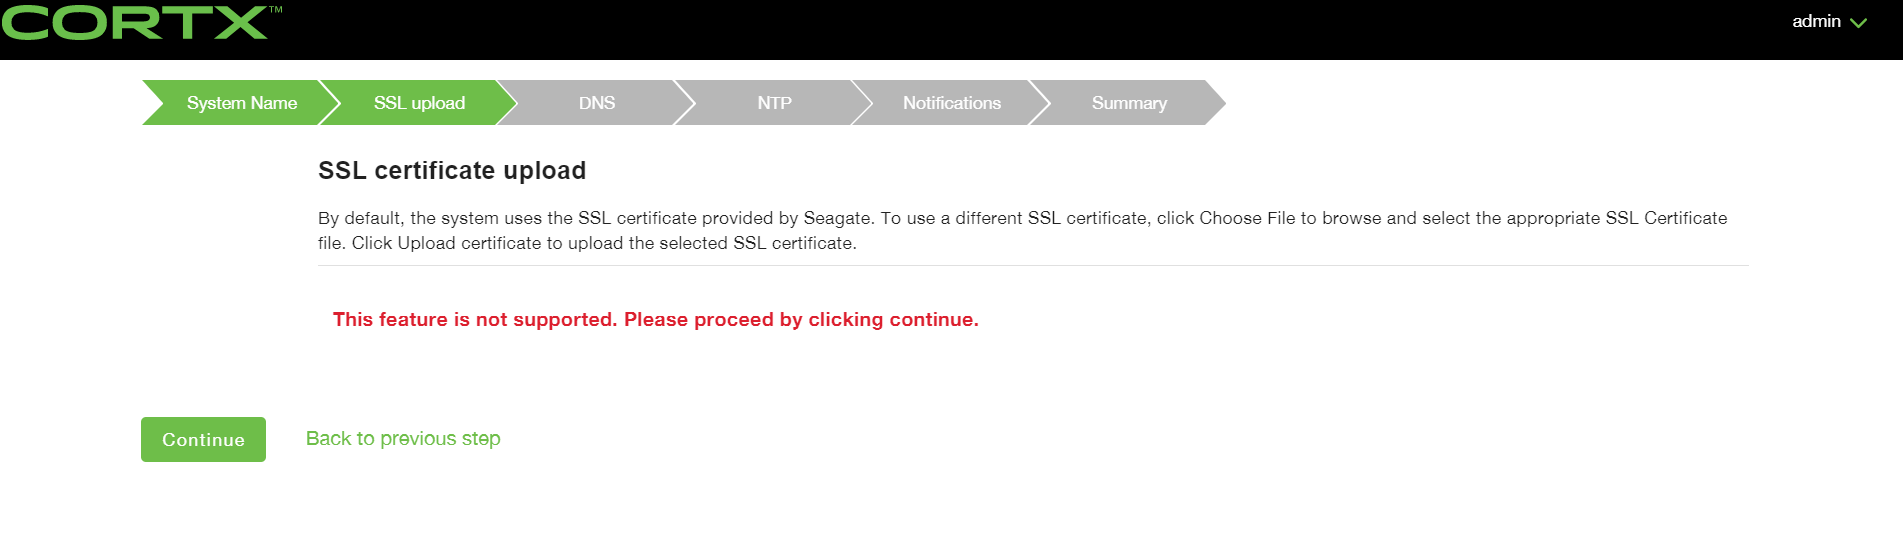 CORTX™
admin
System Name
SSL upload
DNS
NTP
Notifications
Summary
SSL certificate upload
By default, the system uses the SSL certificate provided by Seagate. To use a different SSL certificate, click Choose File to browse and select the appropriate SSL Certificate
file. Click Upload certificate to upload the selected SSL certificate.
This feature is not supported. Please proceed by clicking continue.
Continue
Back to previous step